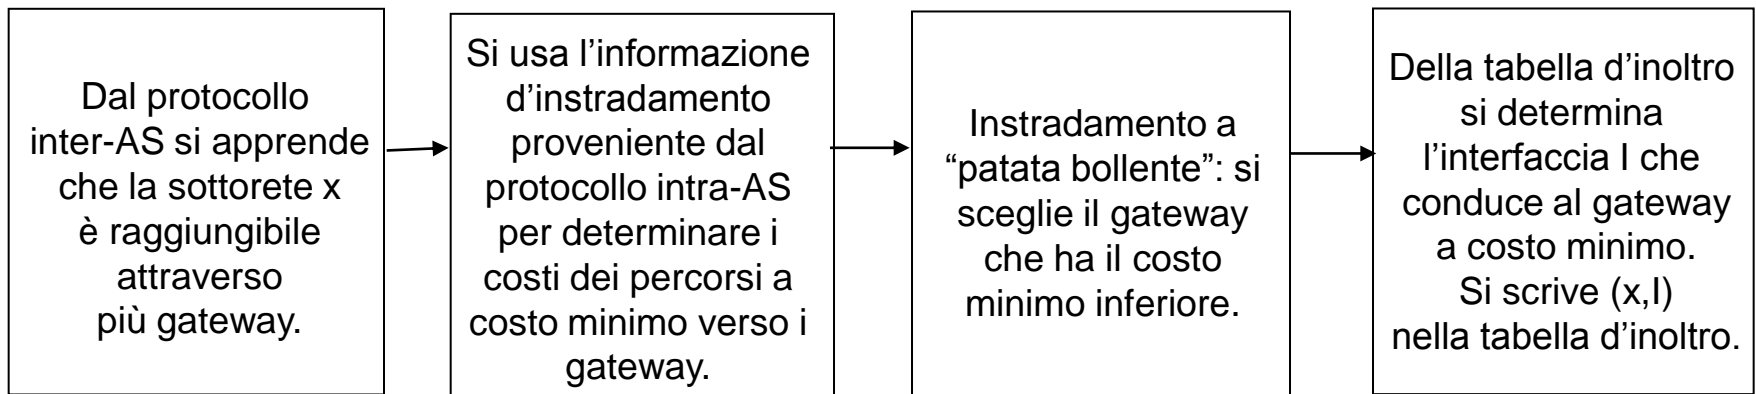 Dal protocollo
inter-AS si apprende
che la sottorete x
è raggiungibile
attraverso
più gateway.
Si usa l’informazione
d’instradamento
proveniente dal
protocollo intra-AS
per determinare i
costi dei percorsi a
costo minimo verso i
gateway.
Instradamento a
“patata bollente”: si
sceglie il gateway
che ha il costo
minimo inferiore.
Della tabella d’inoltro
si determina
l’interfaccia I che
conduce al gateway
a costo minimo.
Si scrive (x,I)
nella tabella d’inoltro.